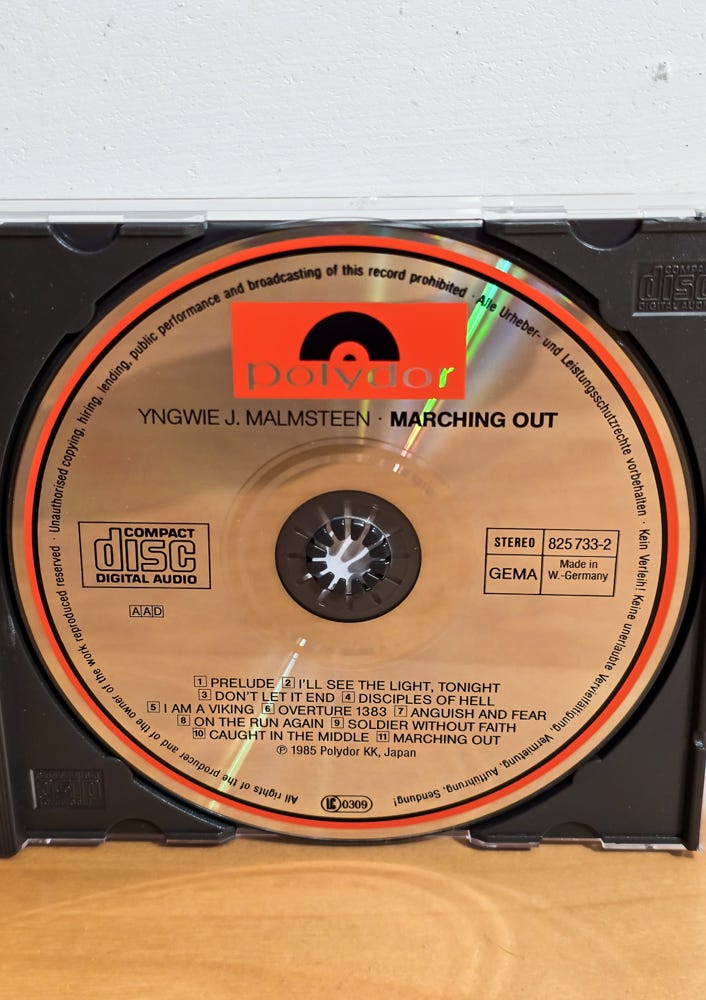 Unauthorised copying, hiring, lending, public performance and broadcasting of this record prohibited · Alle Urheber- und Leistungsschutzrechte vorbehalten · Kein Verleih! Keine unerlaubte Vervielfältigung, Vermietung, Aufführung, Sendung!
polydor
YNGWIE J. MALMSTEEN · MARCHING OUT
COMPACT
disc
DIGITAL AUDIO
AAD
STEREO 825 733-2
GEMA Made in W.-Germany
1 PRELUDE 2 I'LL SEE THE LIGHT, TONIGHT
3 DON'T LET IT END 4 DISCIPLES OF HELL
5 I AM A VIKING 6 OVERTURE 1383 7 ANGUISH AND FEAR
8 ON THE RUN AGAIN 9 SOLDIER WITHOUT FAITH
10 CAUGHT IN THE MIDDLE 11 MARCHING OUT
℗ 1985 Polydor KK, Japan
LC 0309
All rights of the producer and of the owner of the work reproduced reserved ·
COMPACT
disc
DIGITAL AUDIO